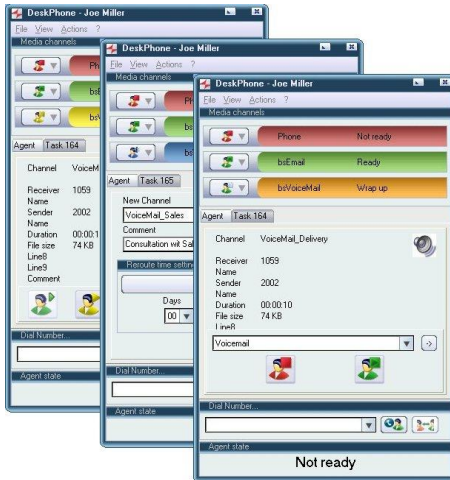 DeskPhone - Joe Miller
File View Actions ?
Media channels
Ph
bsE
bsV
Agent Task 164
Channel VoiceM
Receiver 1059
Name
Sender 2002
Name
Duration 00:00:1
File size 74 KB
Line8
Line9
Comment
Dial Number...
Agent state
DeskPhone - Joe Miller
File View Actions ?
Media channels
Ph
bs
bs
Agent Task 165
New Channel
VoiceMail_Sales
Comment
Consultation wit Sal
Reroute time settin
Days
00
Dial Number...
Agent state
DeskPhone - Joe Miller
File View Actions ?
Media channels
Phone Not ready
bsEmail Ready
bsVoiceMail Wrap up
Agent Task 164
Channel VoiceMail_Delivery
Receiver 1059
Name
Sender 2002
Name
Duration 00:00:10
File size 74 KB
Line8
Voicemail
Dial Number...
Agent state
Not ready